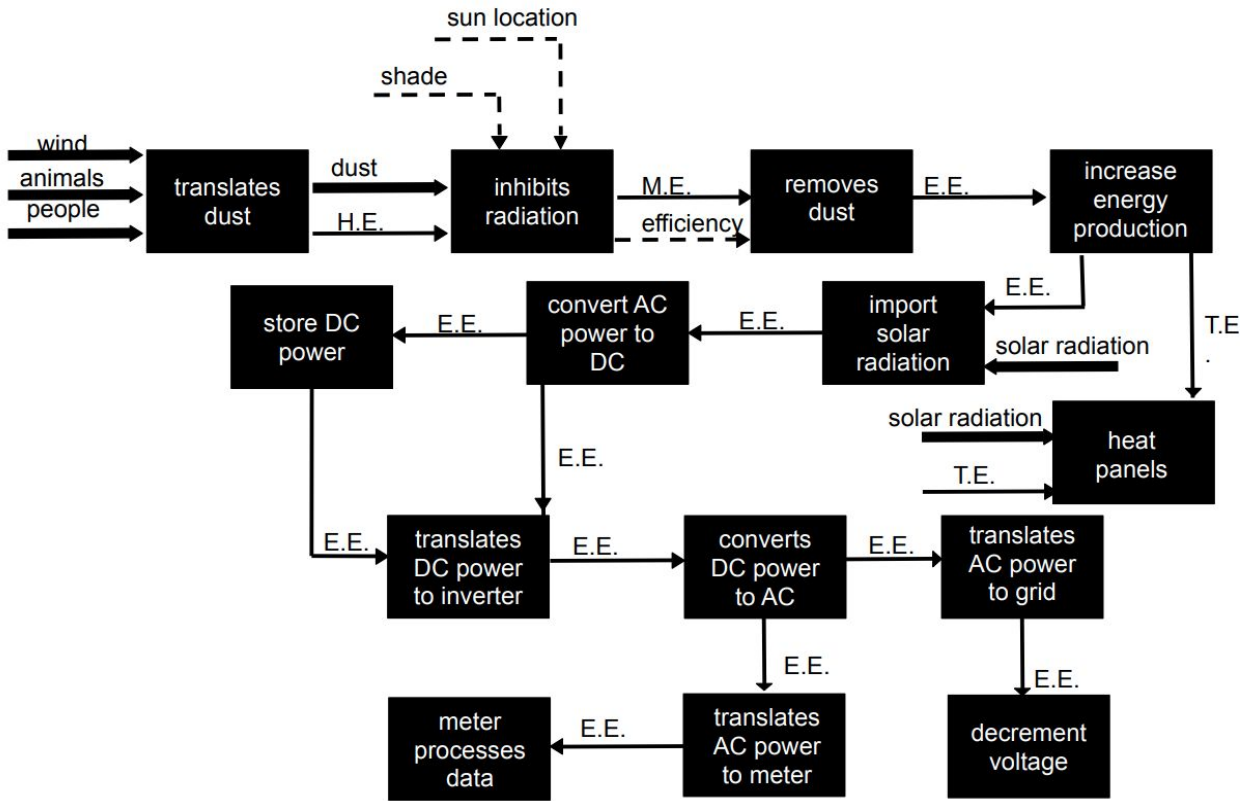 sun location
shade
wind
animals
people
translates
dust
dust
H.E.
inhibits
radiation
M.E.
efficiency
removes
dust
E.E.
increase
energy
production
E.E.
T.E
.
import
solar
radiation
solar radiation
E.E.
convert AC
power to
DC
E.E.
store DC
power
solar radiation
T.E.
heat
panels
E.E.
E.E.
translates
DC power
to inverter
E.E.
converts
DC power
to AC
E.E.
translates
AC power
to grid
E.E.
E.E.
decrement
voltage
translates
AC power
to meter
E.E.
meter
processes
data